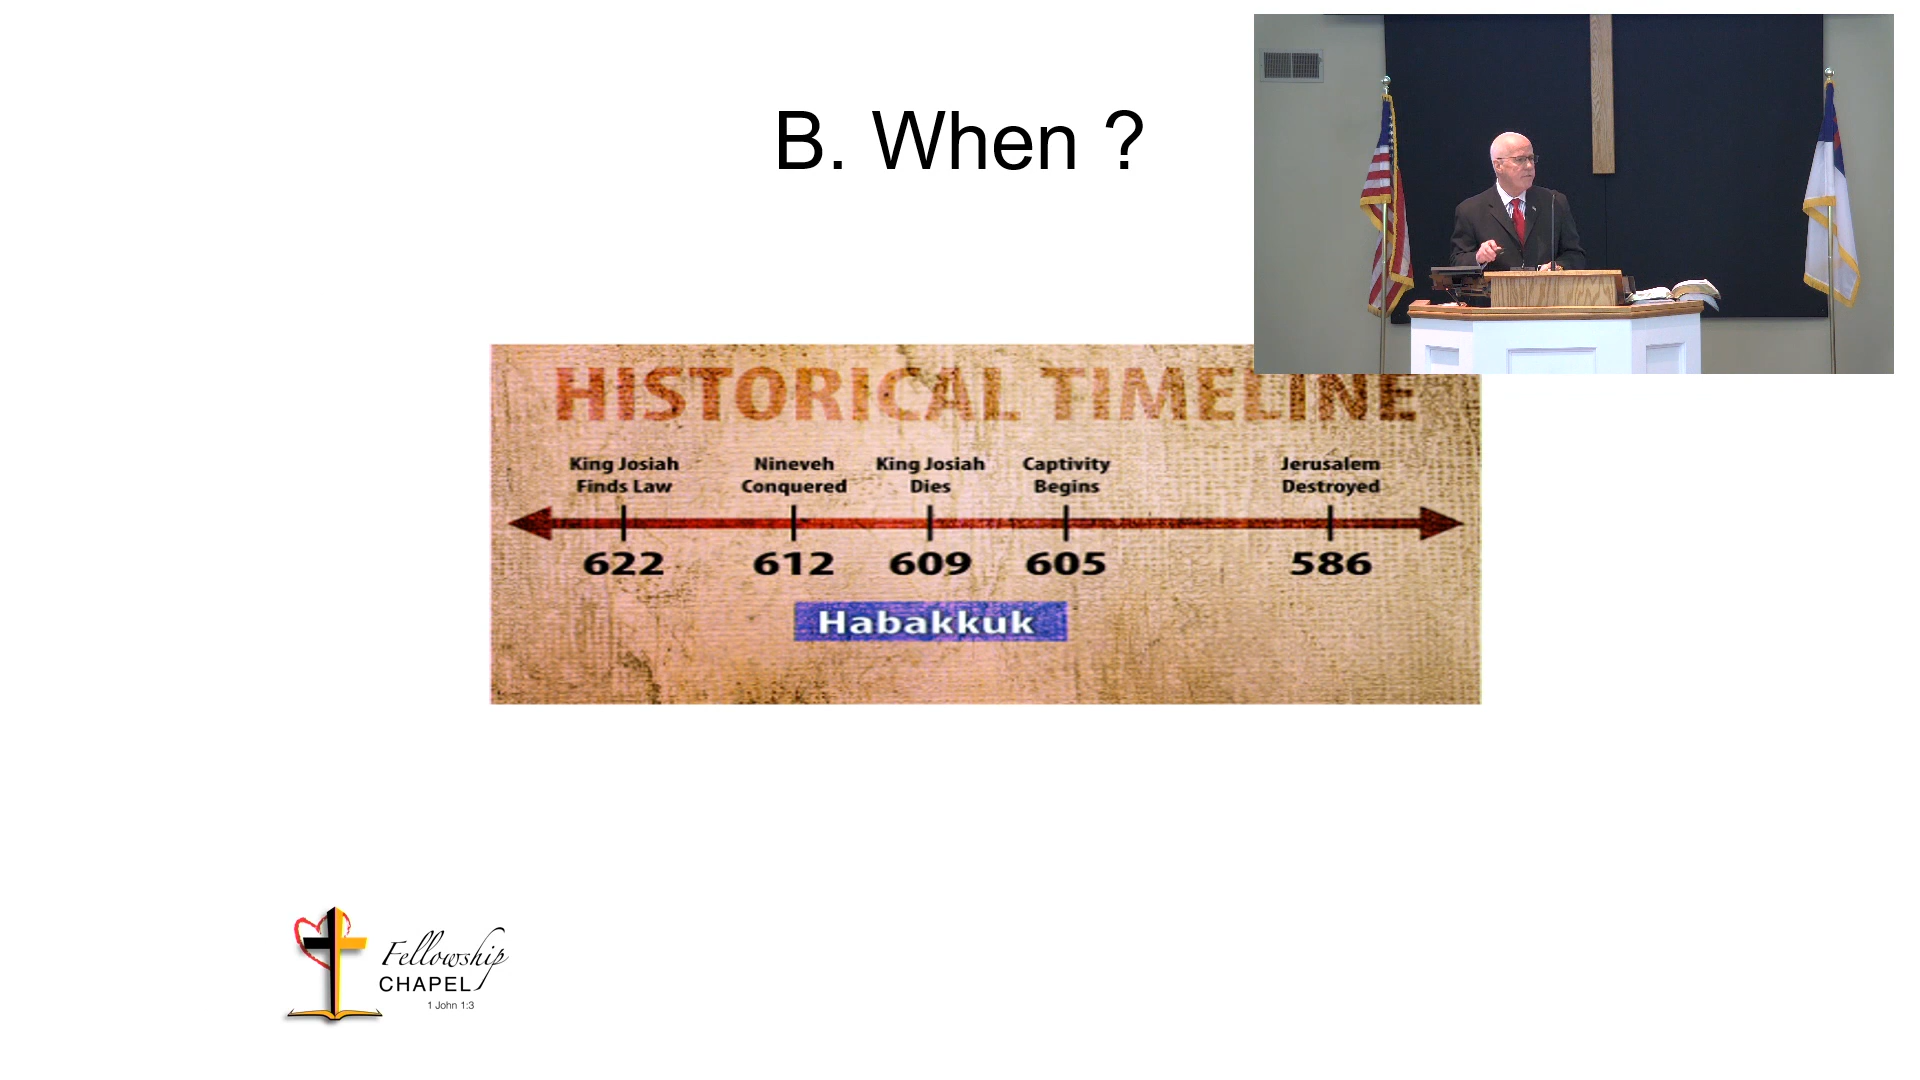 B. When ?
HISTORICAL TIMELINE
King Josiah
Finds Law
Nineveh
Conquered
King Josiah
Dies
Captivity
Begins
Jerusalem
Destroyed
622
612
609
605
586
Habakkuk
Fellowship
CHAPEL
1 John 1:3